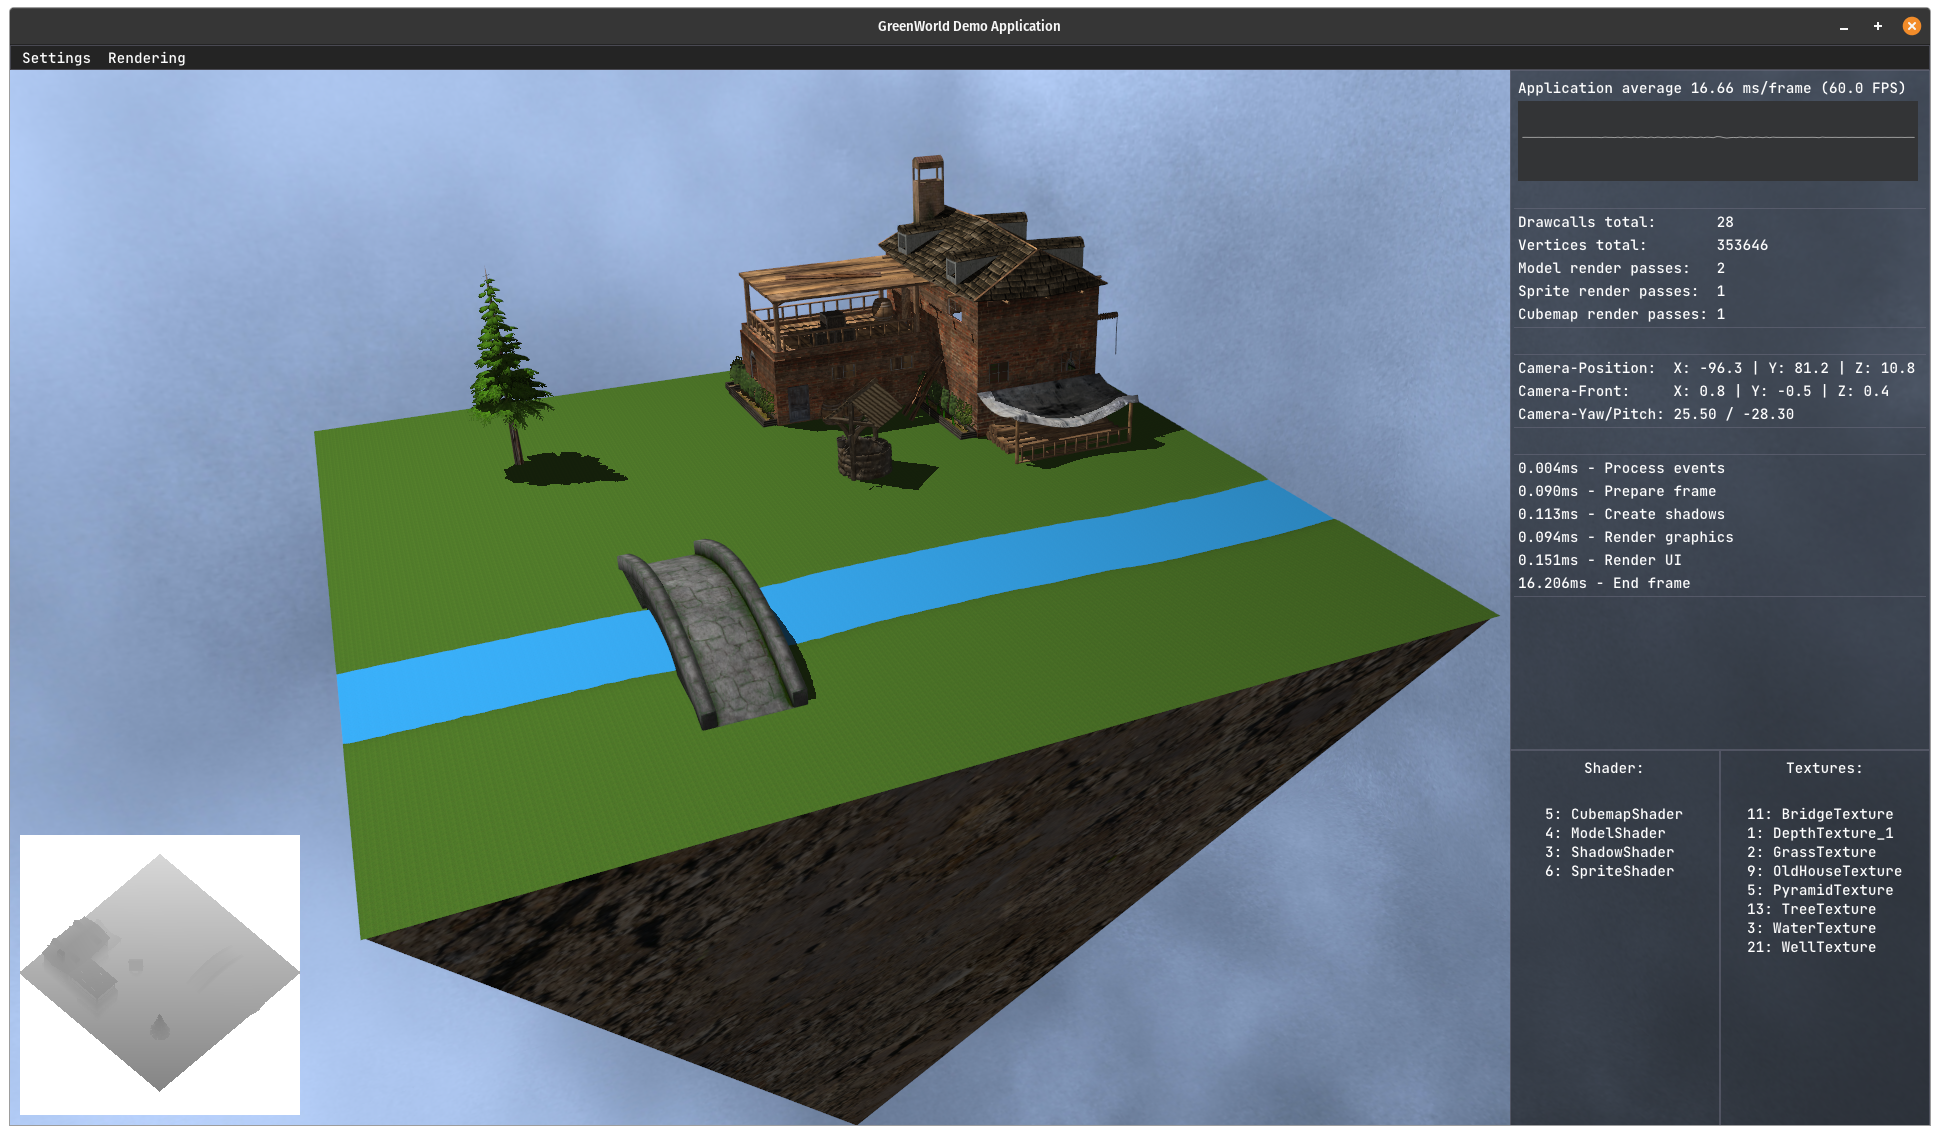 GreenWorld Demo Application
Settings Rendering
Application average 16.66 ms/frame (60.0 FPS)
Drawcalls total: 28
Vertices total: 353646
Model render passes: 2
Sprite render passes: 1
Cubemap render passes: 1
Camera-Position: X: -96.3 | Y: 81.2 | Z: 10.8
Camera-Front: X: 0.8 | Y: -0.5 | Z: 0.4
Camera-Yaw/Pitch: 25.50 / -28.30
0.004ms - Process events
0.090ms - Prepare frame
0.113ms - Create shadows
0.094ms - Render graphics
0.151ms - Render UI
16.206ms - End frame
Shader:
5: CubemapShader
4: ModelShader
3: ShadowShader
6: SpriteShader
Textures:
11: BridgeTexture
1: DepthTexture_1
2: GrassTexture
9: OldHouseTexture
5: PyramidTexture
13: TreeTexture
3: WaterTexture
21: WellTexture